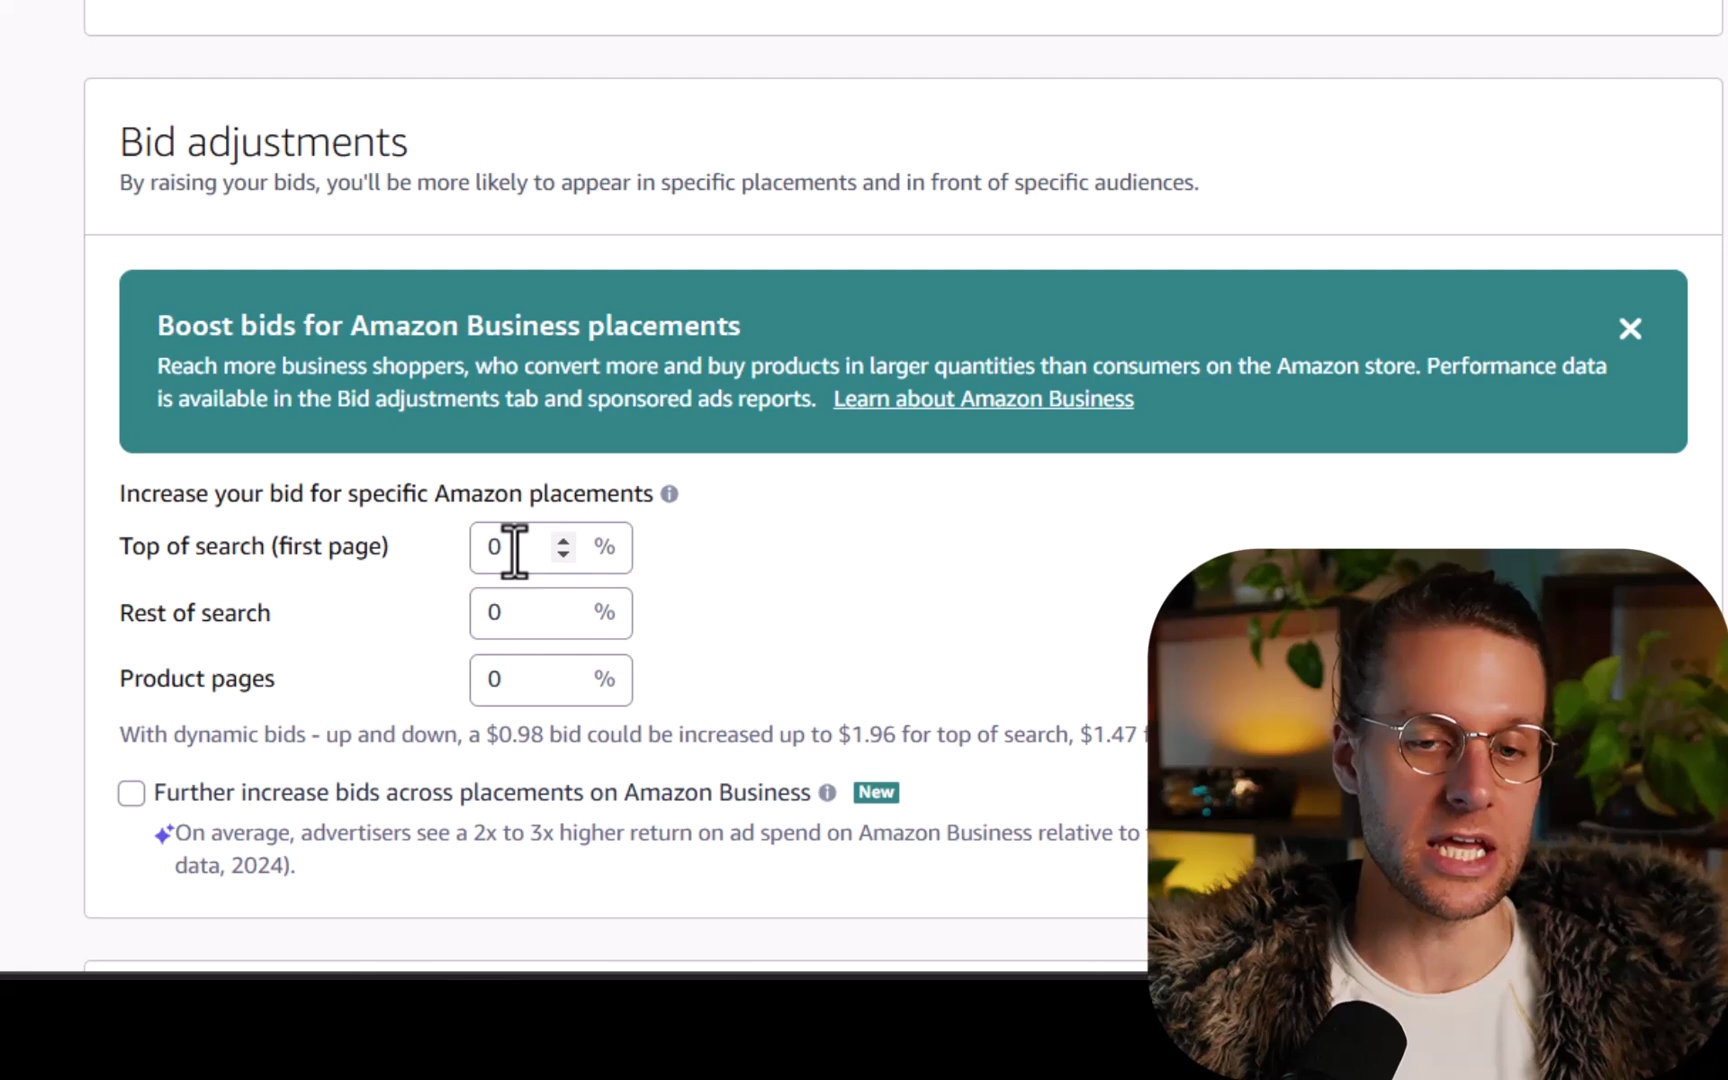 Bid adjustments
By raising your bids, you'll be more likely to appear in specific placements and in front of specific audiences.
Boost bids for Amazon Business placements
Reach more business shoppers, who convert more and buy products in larger quantities than consumers on the Amazon store. Performance data
is available in the Bid adjustments tab and sponsored ads reports. Learn about Amazon Business
Increase your bid for specific Amazon placements
Top of search (first page) 0 %
Rest of search 0 %
Product pages 0 %
With dynamic bids - up and down, a $0.98 bid could be increased up to $1.96 for top of search, $1.47
Further increase bids across placements on Amazon Business New
On average, advertisers see a 2x to 3x higher return on ad spend on Amazon Business relative to
data, 2024).